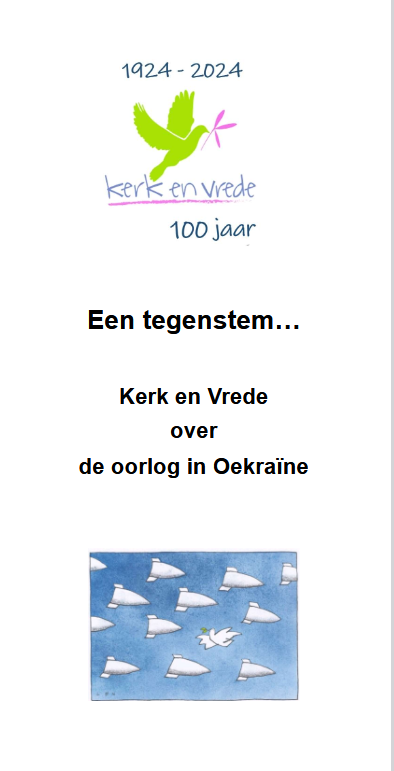 1924 - 2024
kerk en vrede
100 jaar
Een tegenstem…
Kerk en Vrede
over
de oorlog in Oekraïne